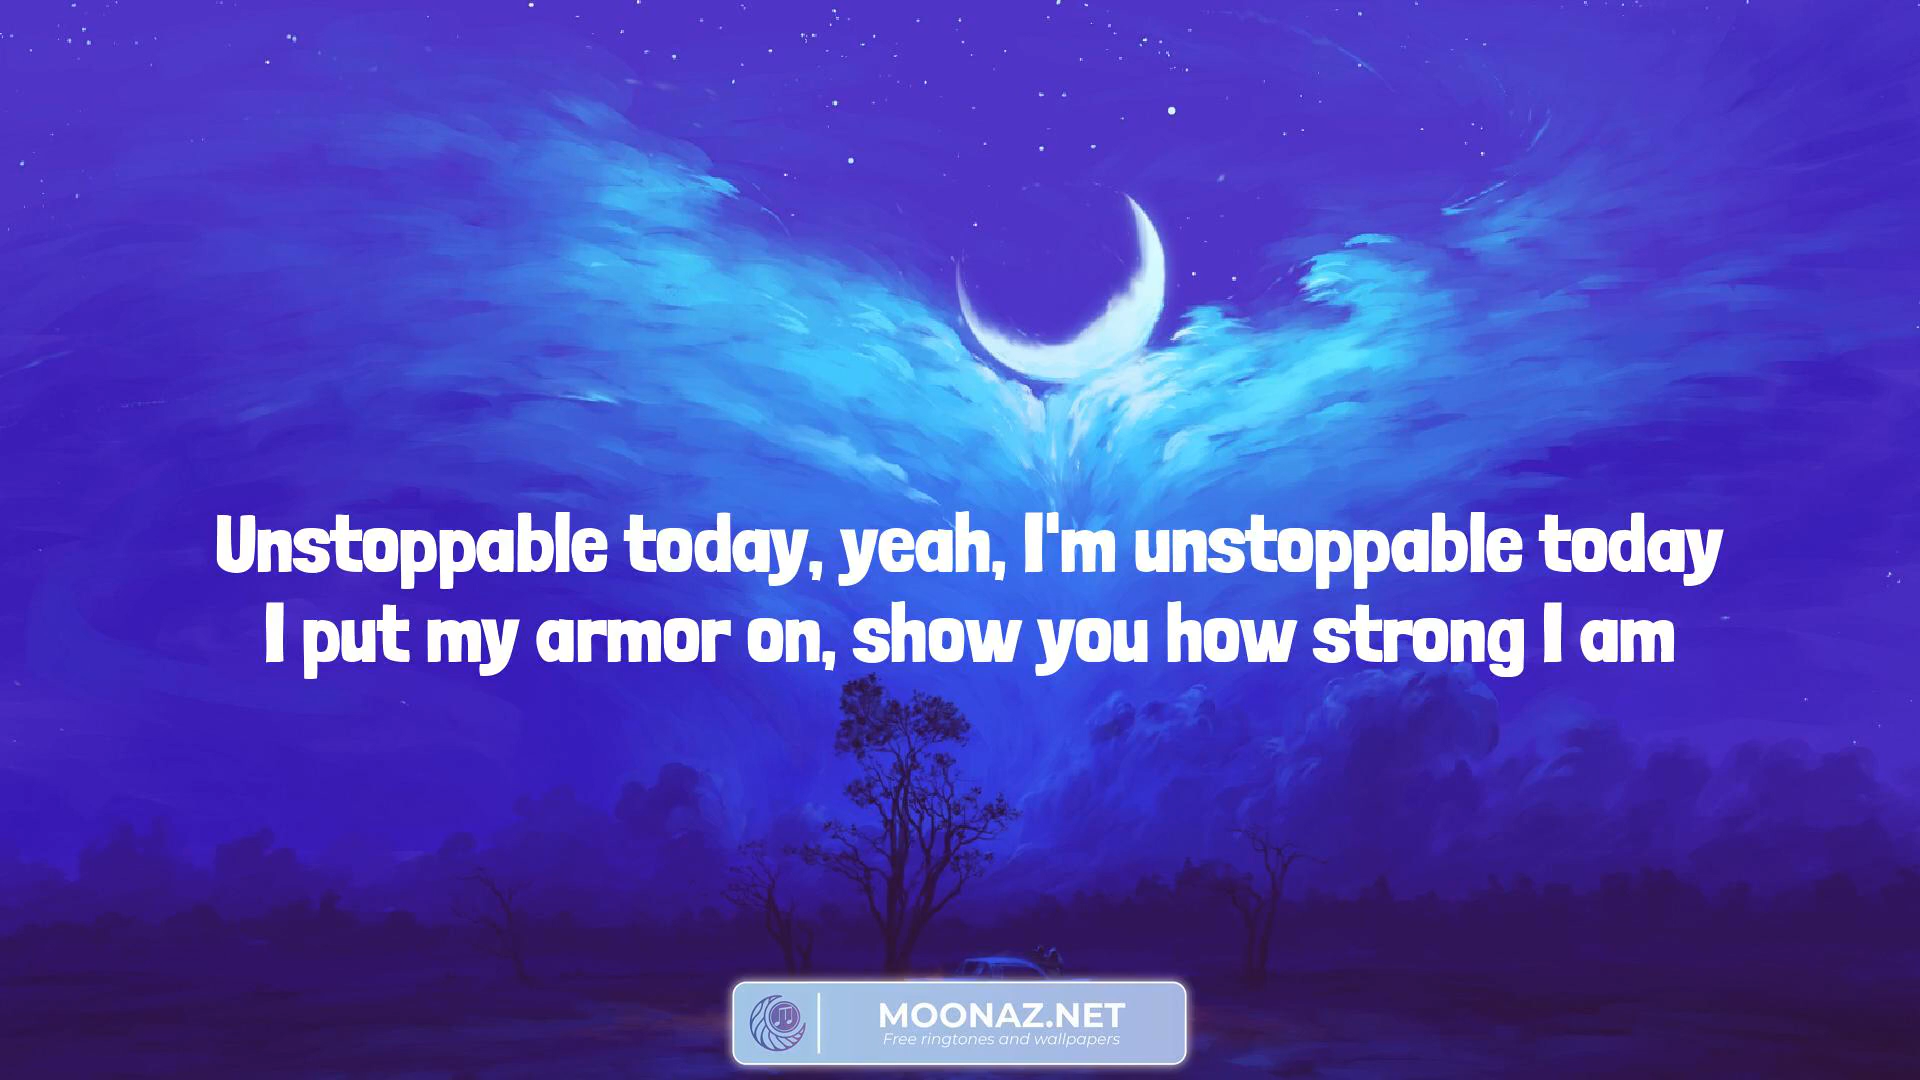 Unstoppable today, yeah, I'm unstoppable today
I put my armor on, show you how strong I am
MOONAZ.NET
Free ringtones and wallpapers